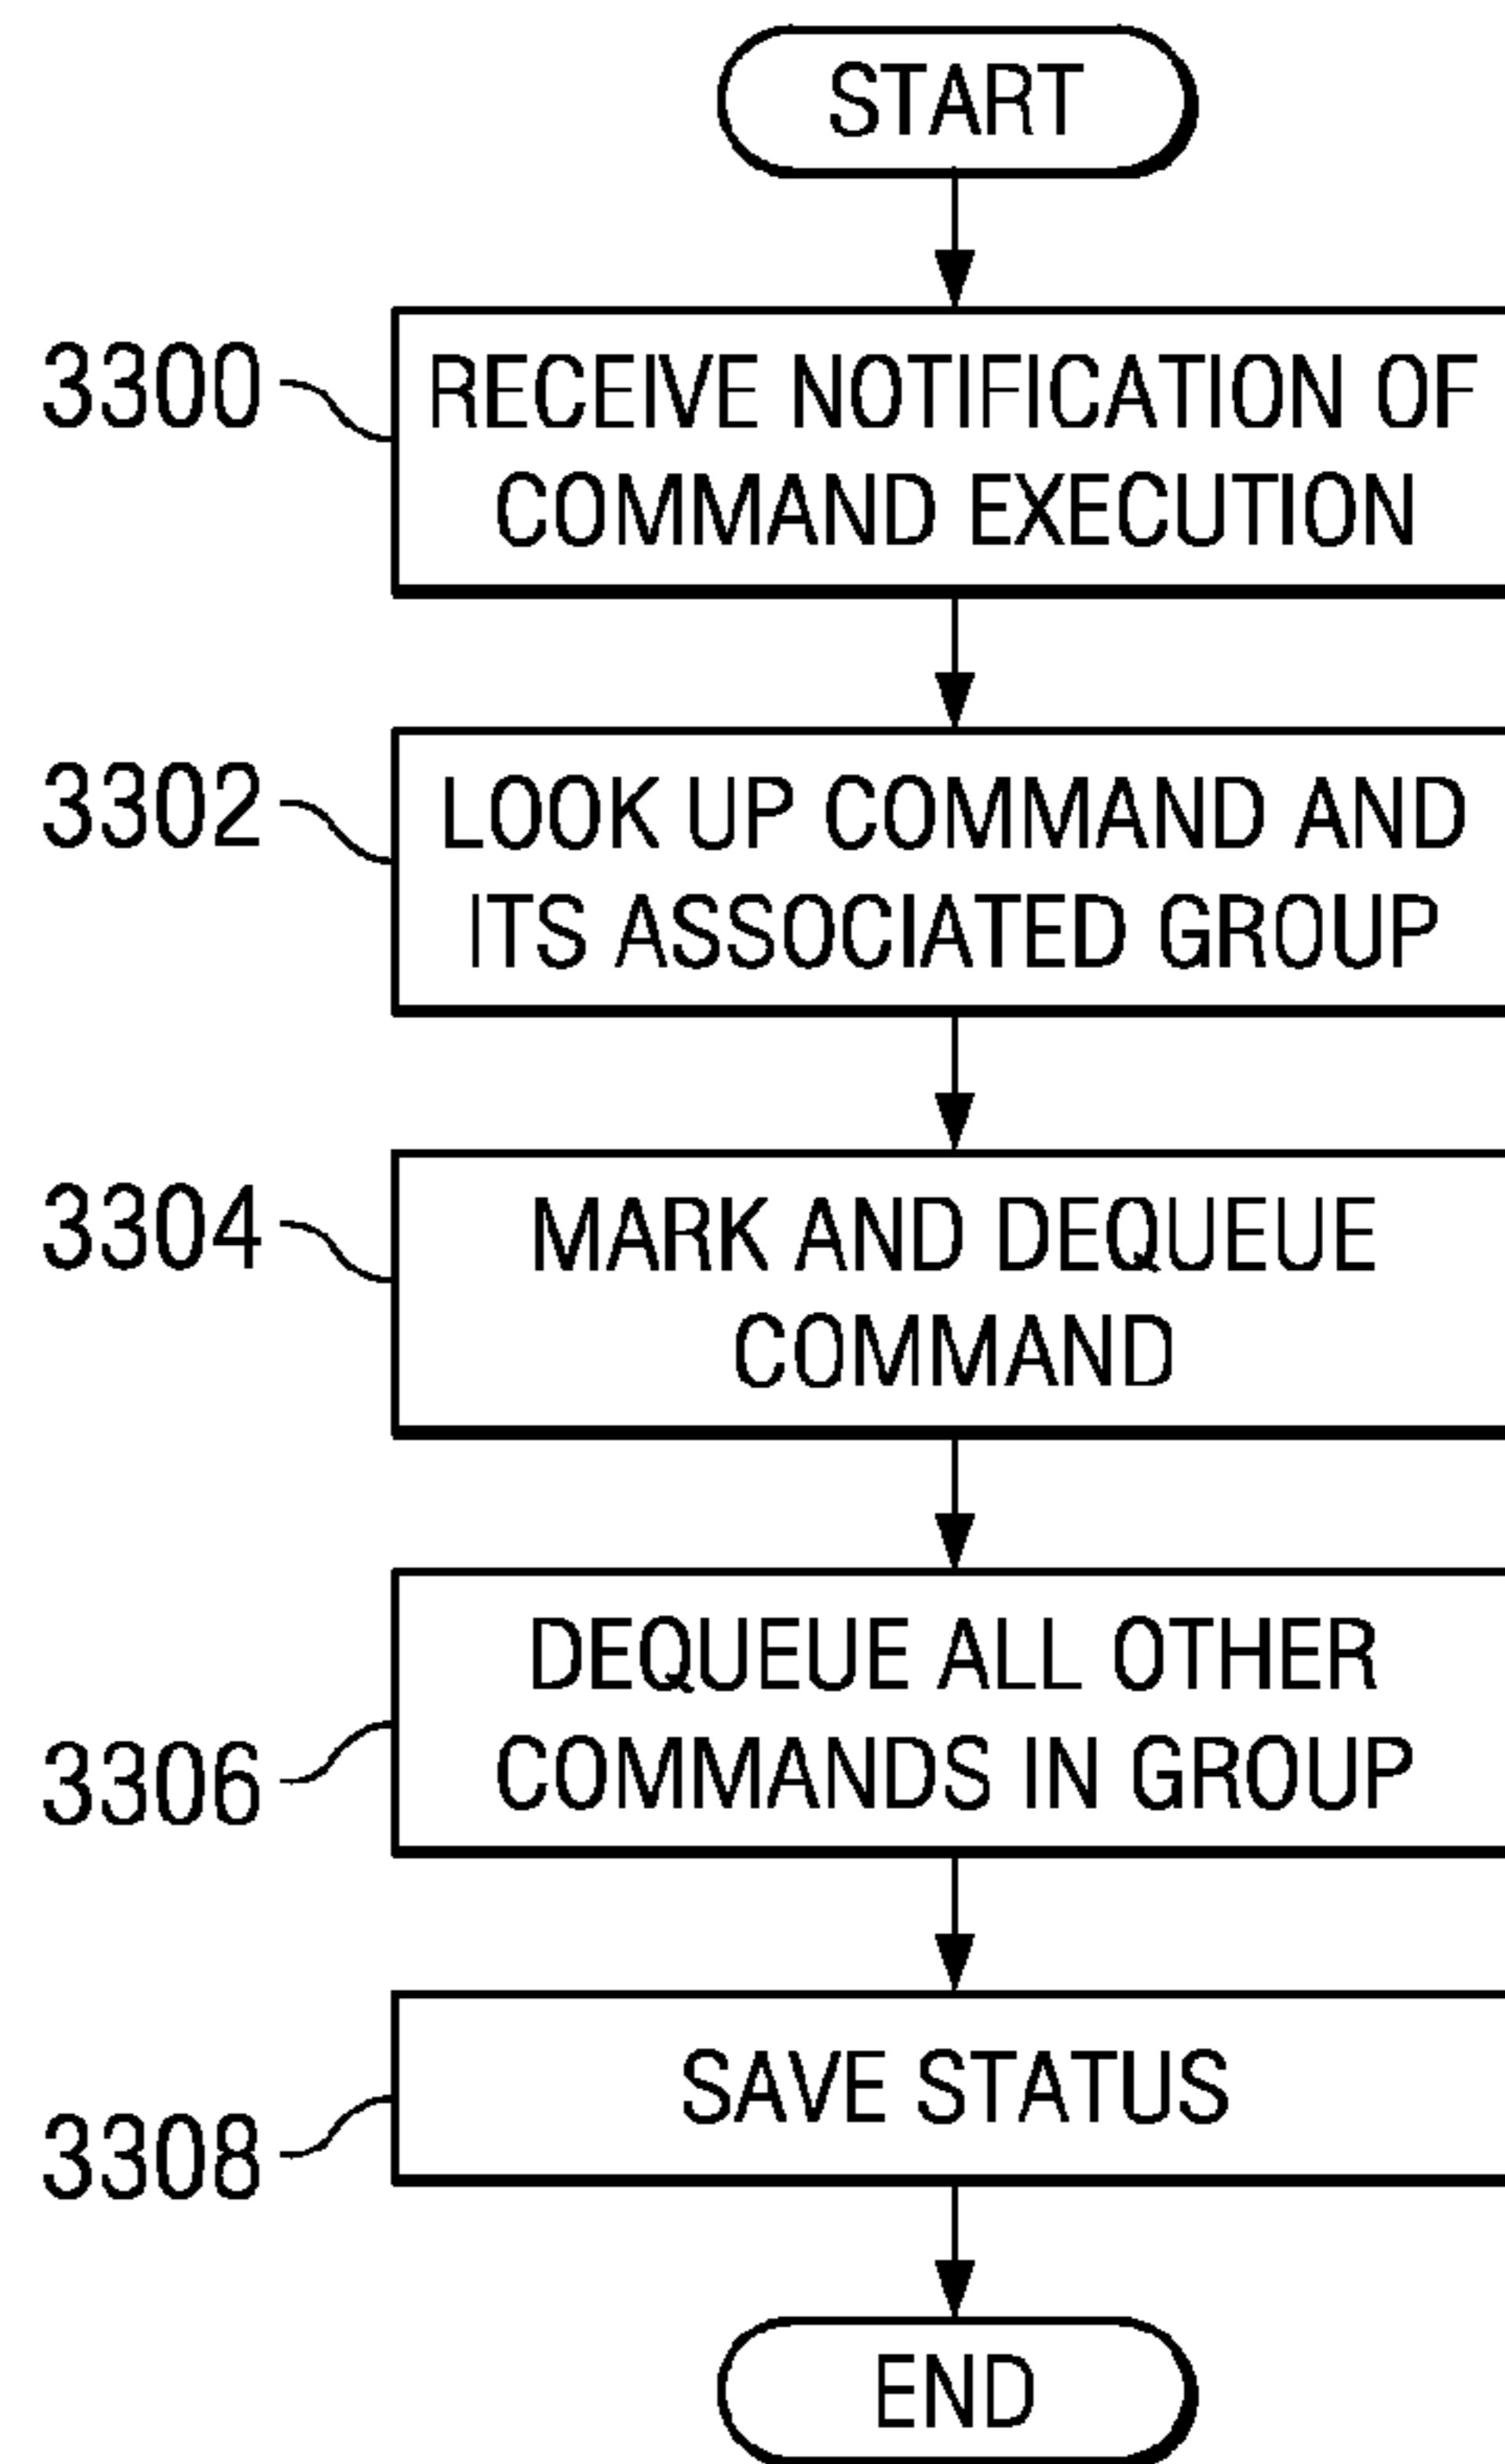 START
3300
RECEIVE NOTIFICATION OF
COMMAND EXECUTION
3302
LOOK UP COMMAND AND
ITS ASSOCIATED GROUP
3304
MARK AND DEQUEUE
COMMAND
3306
DEQUEUE ALL OTHER
COMMANDS IN GROUP
3308
SAVE STATUS
END